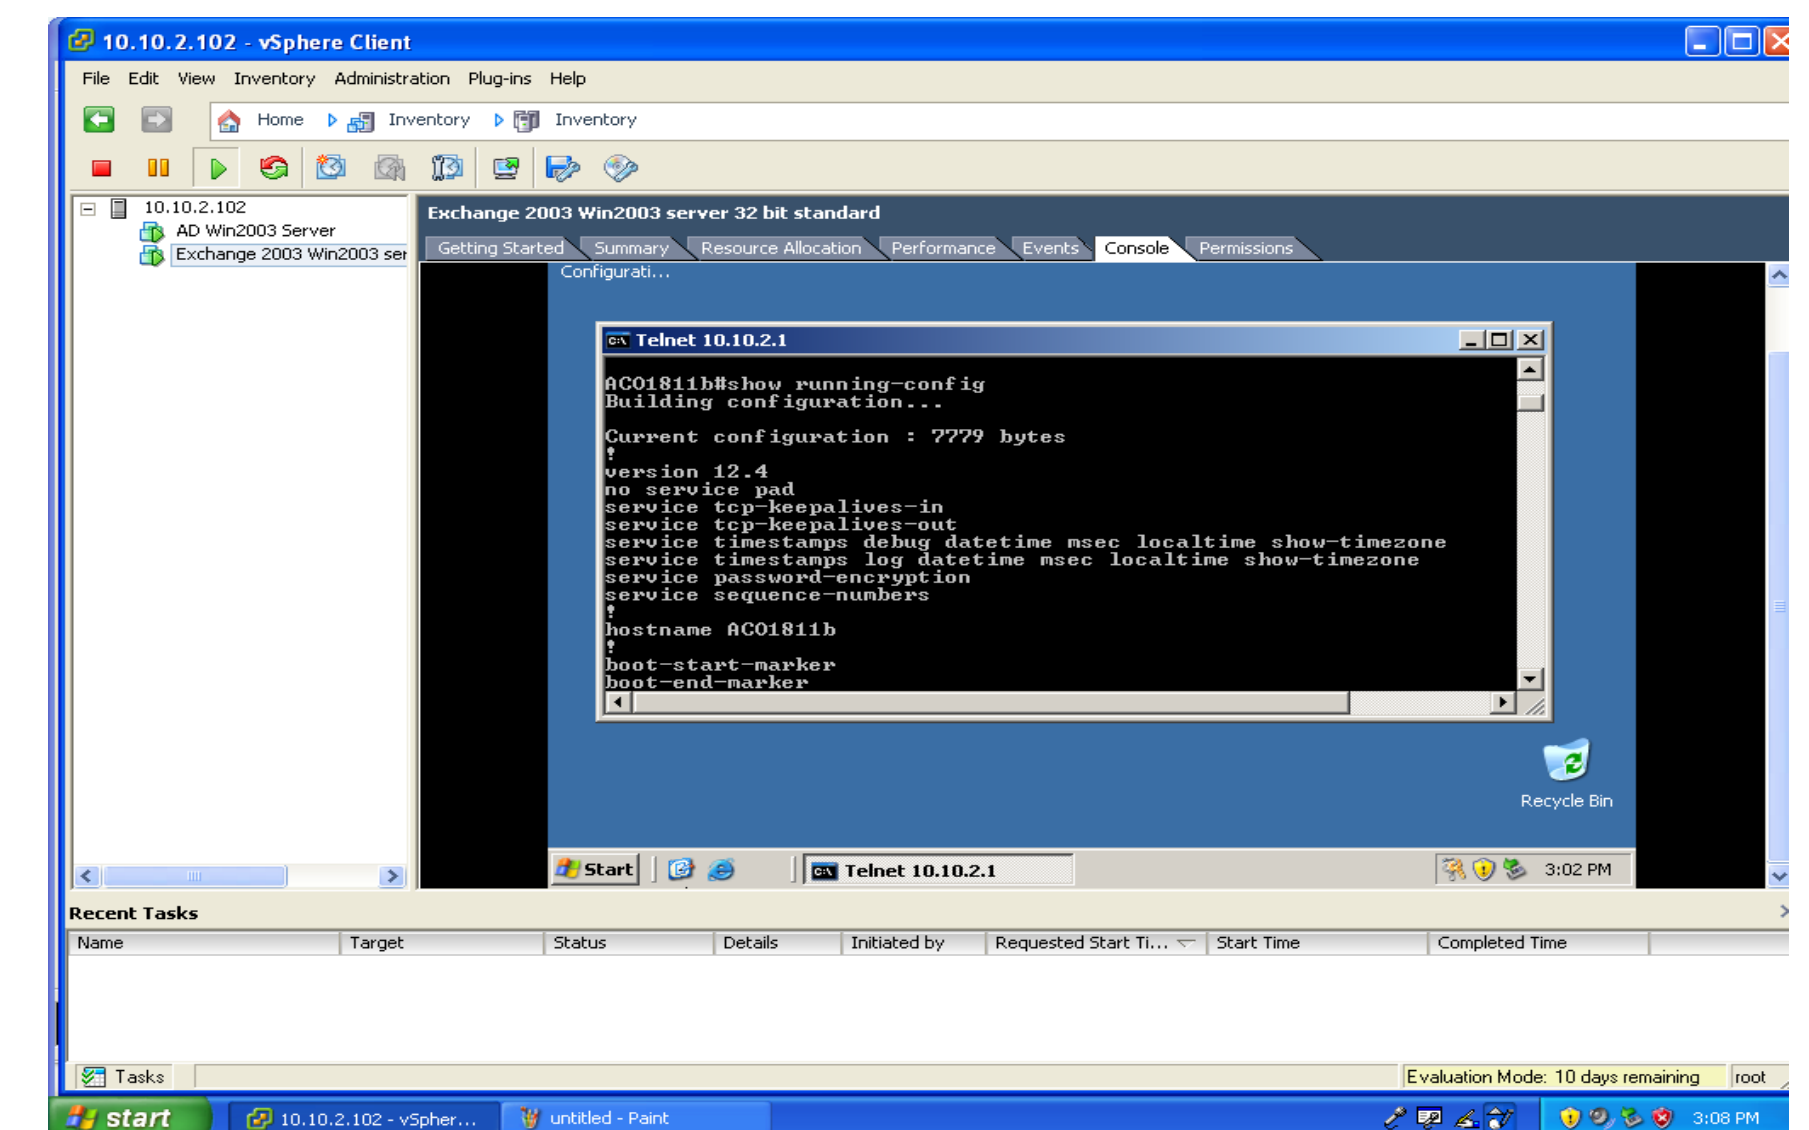 10.10.2.102 - vSphere Client
File Edit View Inventory Administration Plug-ins Help
Home Inventory Inventory
10.10.2.102
AD Win2003 Server
Exchange 2003 Win2003 ser
Exchange 2003 Win2003 server 32 bit standard
Getting Started Summary Resource Allocation Performance Events Console Permissions
Configurati...
Telnet 10.10.2.1
ACO1811b#show running-config
Building configuration...
Current configuration : 7779 bytes
!
version 12.4
no service pad
service tcp-keepalives-in
service tcp-keepalives-out
service timestamps debug datetime msec localtime show-timezone
service timestamps log datetime msec localtime show-timezone
service password-encryption
service sequence-numbers
!
hostname ACO1811b
!
boot-start-marker
boot-end-marker
Recycle Bin
Start Telnet 10.10.2.1 3:02 PM
Recent Tasks
Name Target Status Details Initiated by Requested Start Ti... Start Time Completed Time
Tasks Evaluation Mode: 10 days remaining root
start 10.10.2.102 - vSpher... untitled - Paint 3:08 PM